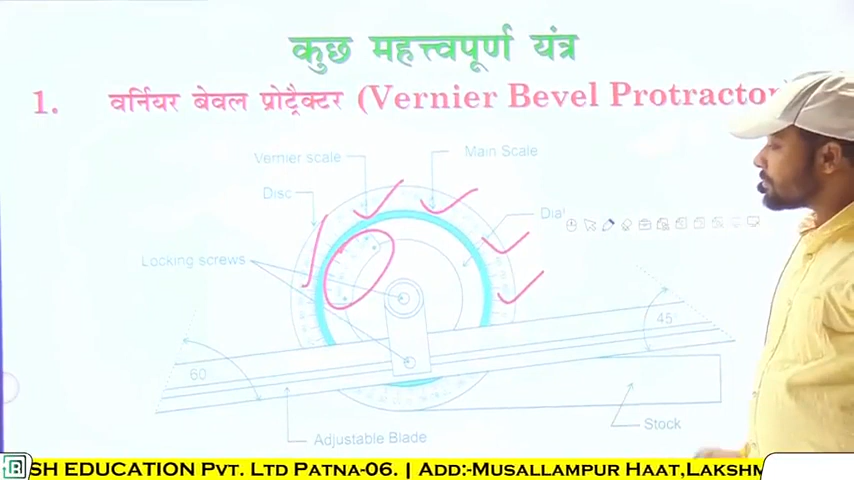 कुछ महत्त्वपूर्ण यंत्र
1. वर्नियर बेवल प्रोट्रैक्टर (Vernier Bevel Protractor
Vernier scale
Main Scale
Disc
Dial
Locking screws
45°
60
Stock
Adjustable Blade
SH EDUCATION PVT. LTD PATNA-06. | ADD:-MUSALLAMPUR HAAT,LAKSHM